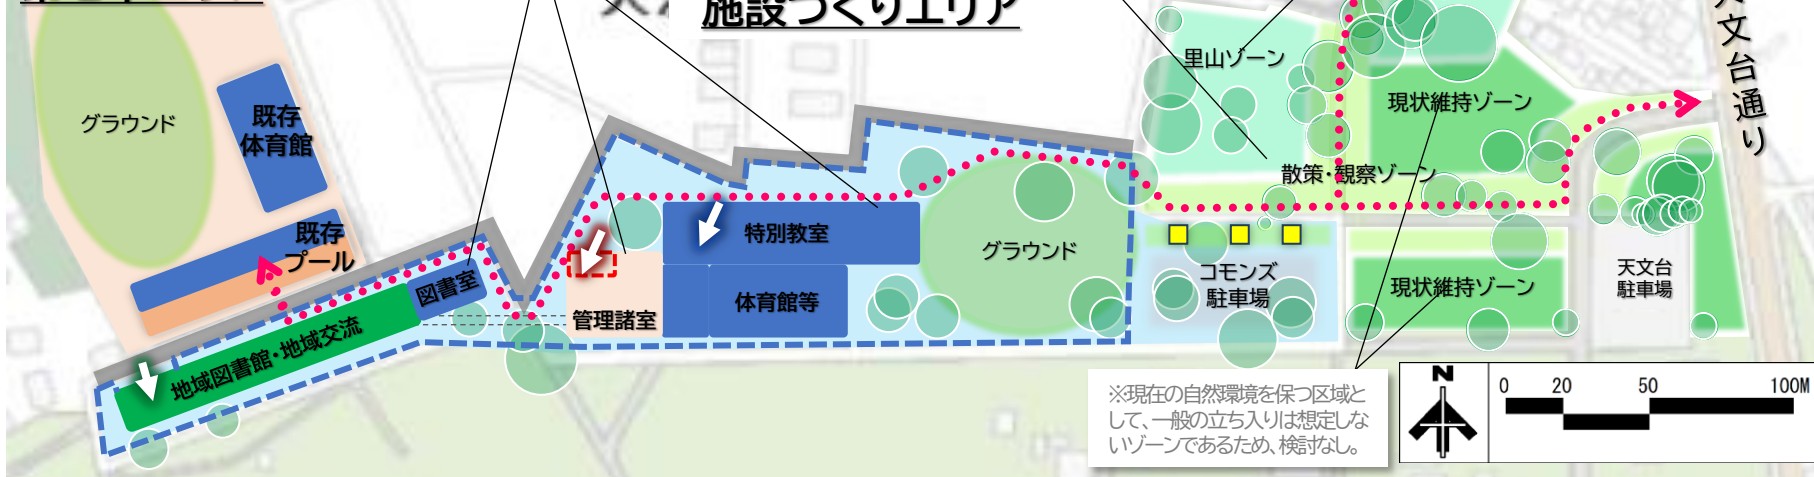 施設づくりエリア
天文台通り
里山ゾーン
グラウンド
既存
体育館
現状維持ゾーン
散策・観察ゾーン
既存
プール
特別教室
グラウンド
図書室
コモンズ
駐車場
天文台
駐車場
体育館等
管理諸室
現状維持ゾーン
地域図書館・地域交流
※現在の自然環境を保つ区域と
して、一般の立ち入りは想定しな
いゾーンであるため、検討なし。
N
0 20 50 100M